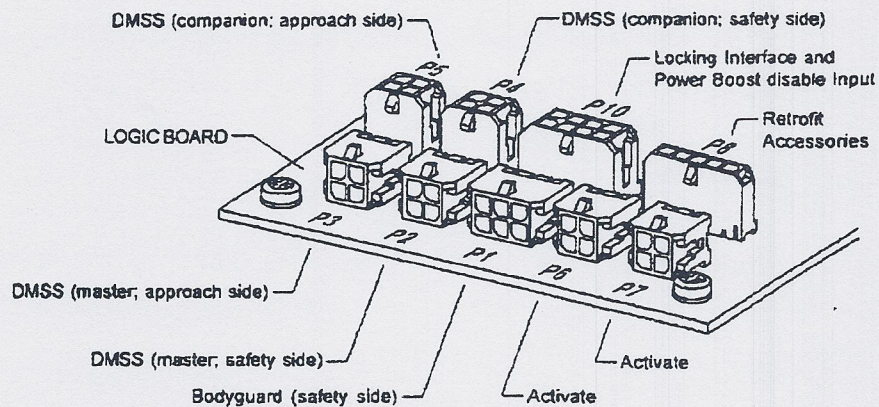 DMSS (companion; approach side)
DMSS (companion; safety side)
Locking Interface and
Power Boost disable Input
Retrofit
Accessories
LOGIC BOARD
P5
P4
P10
P8
P3
P2
P1
P6
P7
DMSS (master; approach side)
DMSS (master; safety side)
Bodyguard (safety side)
Activate
Activate